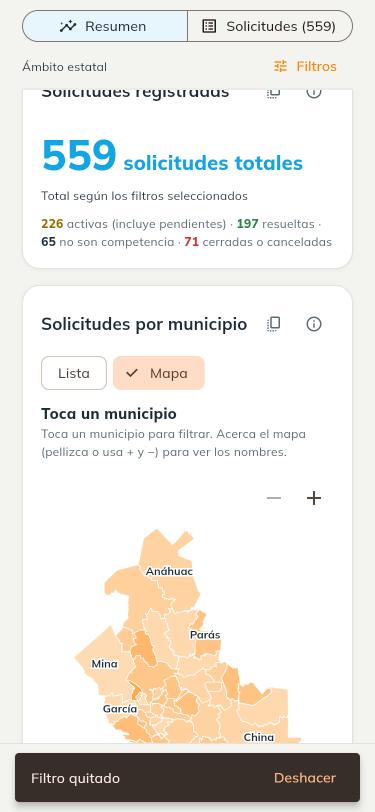 Resumen
Solicitudes (559)
Ámbito estatal
Filtros
Solicitudes registradas
559 solicitudes totales
Total según los filtros seleccionados
226 activas (incluye pendientes) · 197 resueltas ·
65 no son competencia · 71 cerradas o canceladas
Solicitudes por municipio
Lista
Mapa
Toca un municipio
Toca un municipio para filtrar. Acerca el mapa
(pellizca o usa + y −) para ver los nombres.
Anáhuac
Parás
Mina
García
China
Filtro quitado
Deshacer